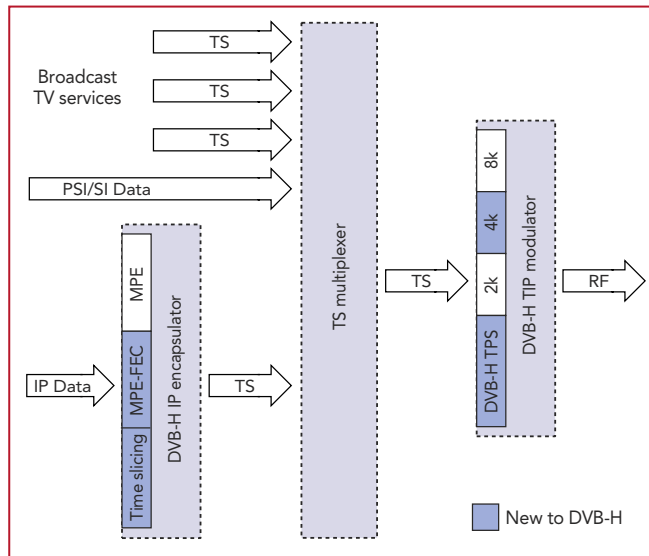 TS
Broadcast
TV services
TS
TS
PSI/SI Data
IP Data
MPE
MPE-FEC
Time slicing
DVB-H IP encapsulator
TS
TS multiplexer
TS
8k
4k
2k
DVB-H TPS
DVB-H TIP modulator
RF
New to DVB-H